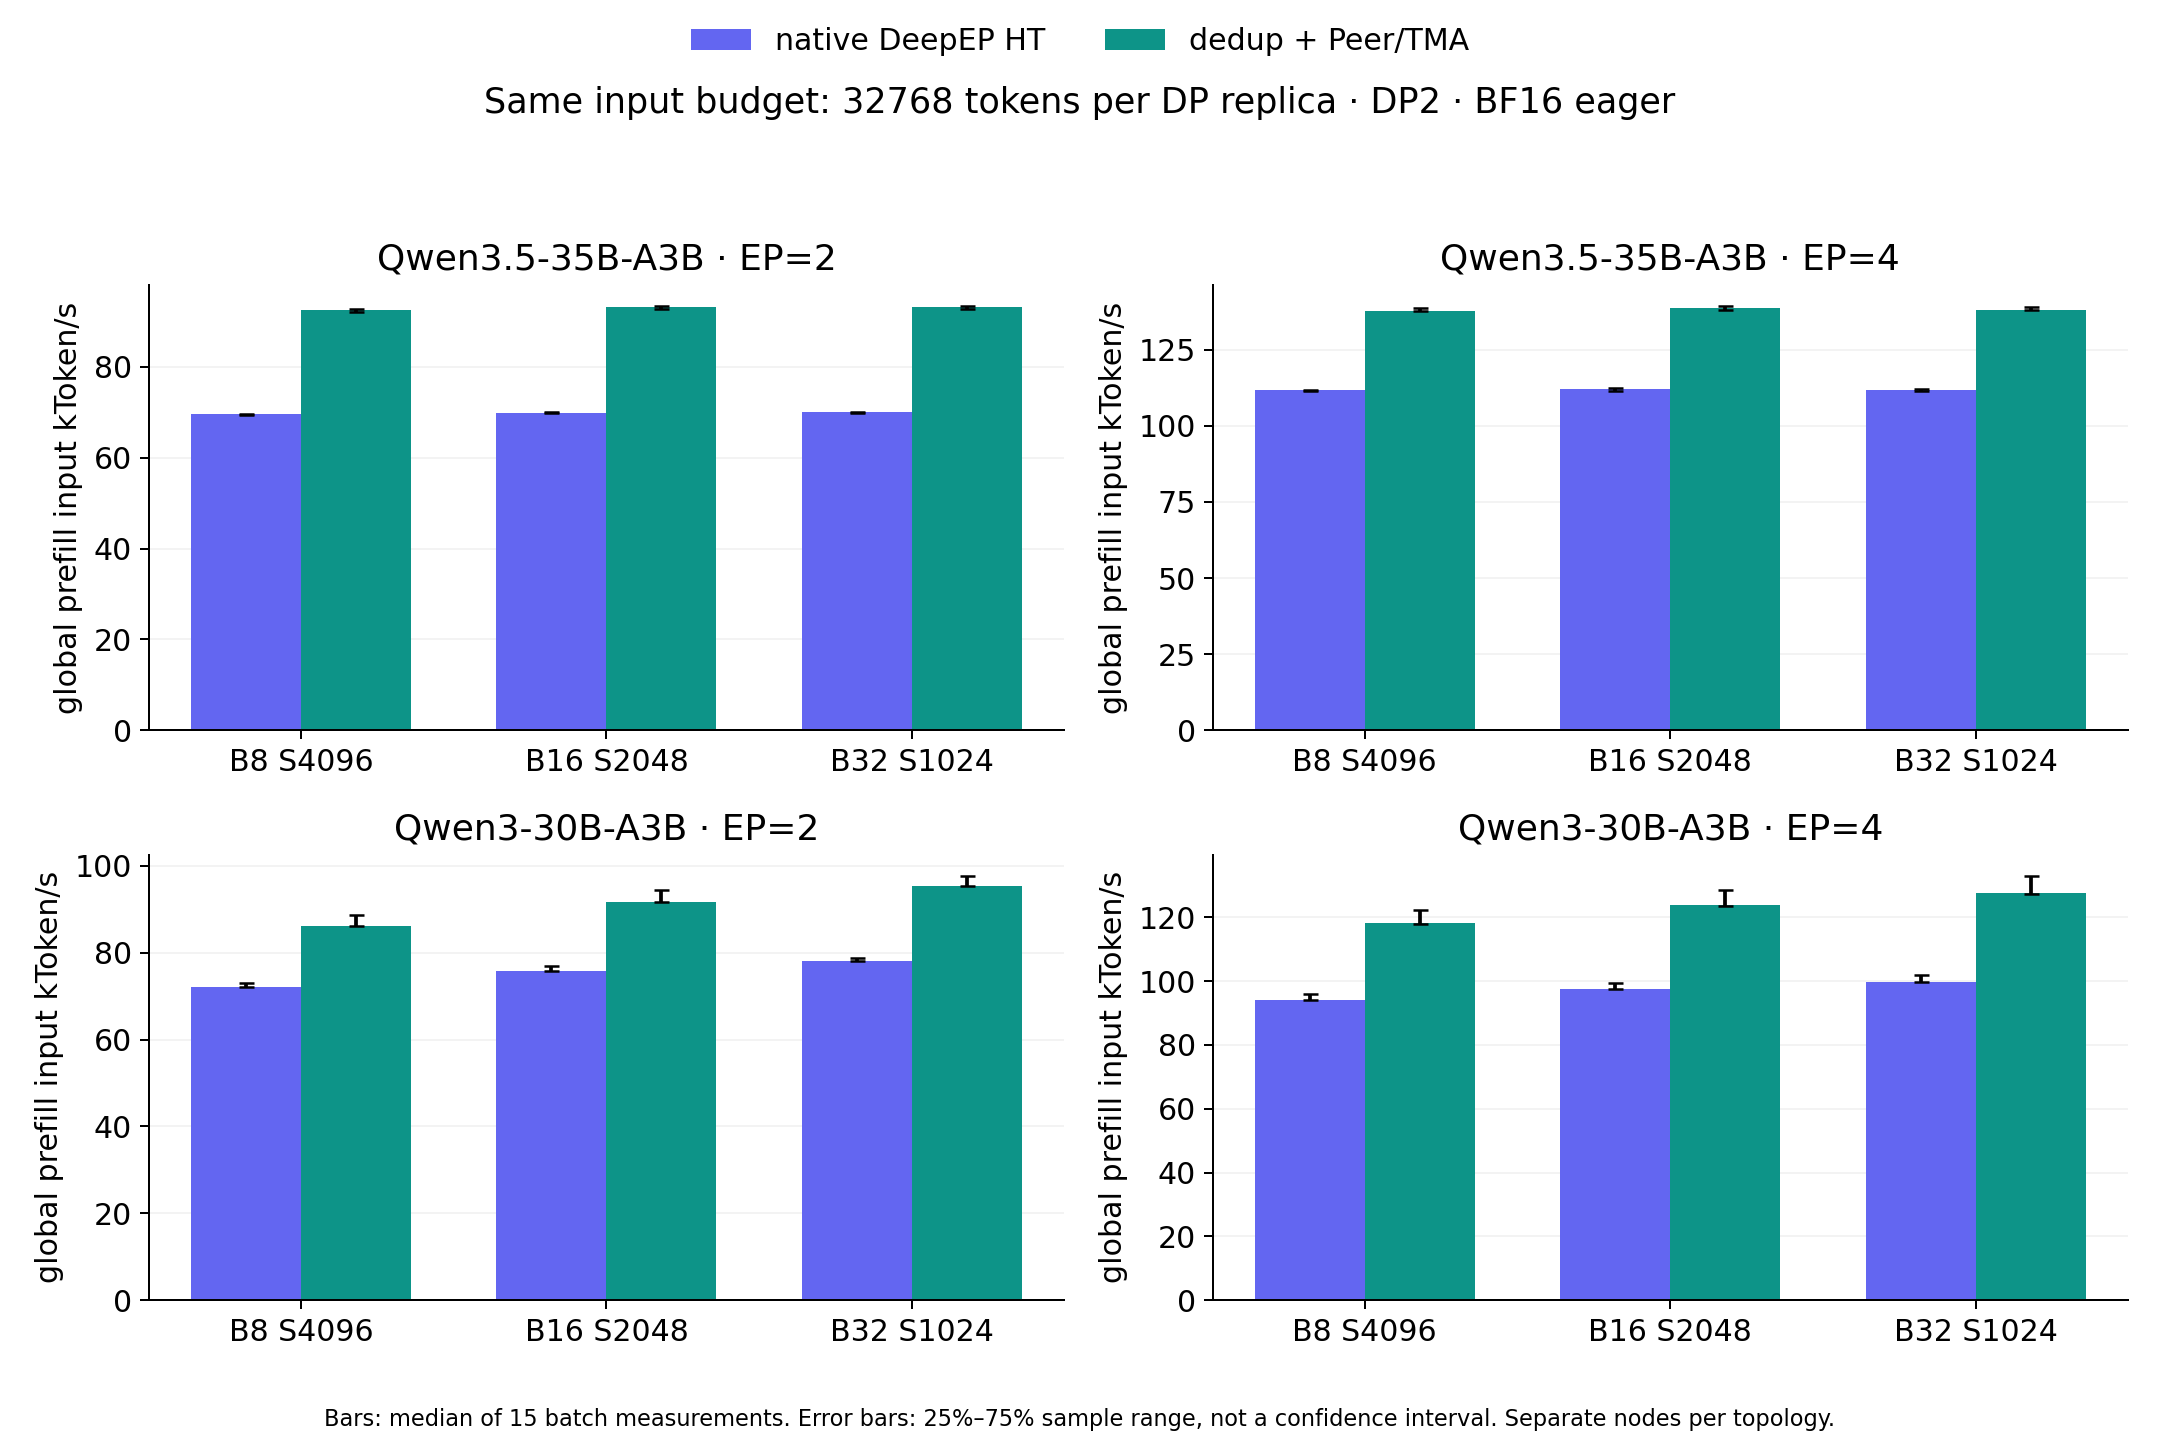 native DeepEP HT
dedup + Peer/TMA
Same input budget: 32768 tokens per DP replica · DP2 · BF16 eager
Qwen3.5-35B-A3B · EP=2
global prefill input kToken/s
80
60
40
20
0
B8 S4096
B16 S2048
B32 S1024
Qwen3.5-35B-A3B · EP=4
global prefill input kToken/s
125
100
75
50
25
0
B8 S4096
B16 S2048
B32 S1024
Qwen3-30B-A3B · EP=2
global prefill input kToken/s
100
80
60
40
20
0
B8 S4096
B16 S2048
B32 S1024
Qwen3-30B-A3B · EP=4
global prefill input kToken/s
120
100
80
60
40
20
0
B8 S4096
B16 S2048
B32 S1024
Bars: median of 15 batch measurements. Error bars: 25%–75% sample range, not a confidence interval. Separate nodes per topology.